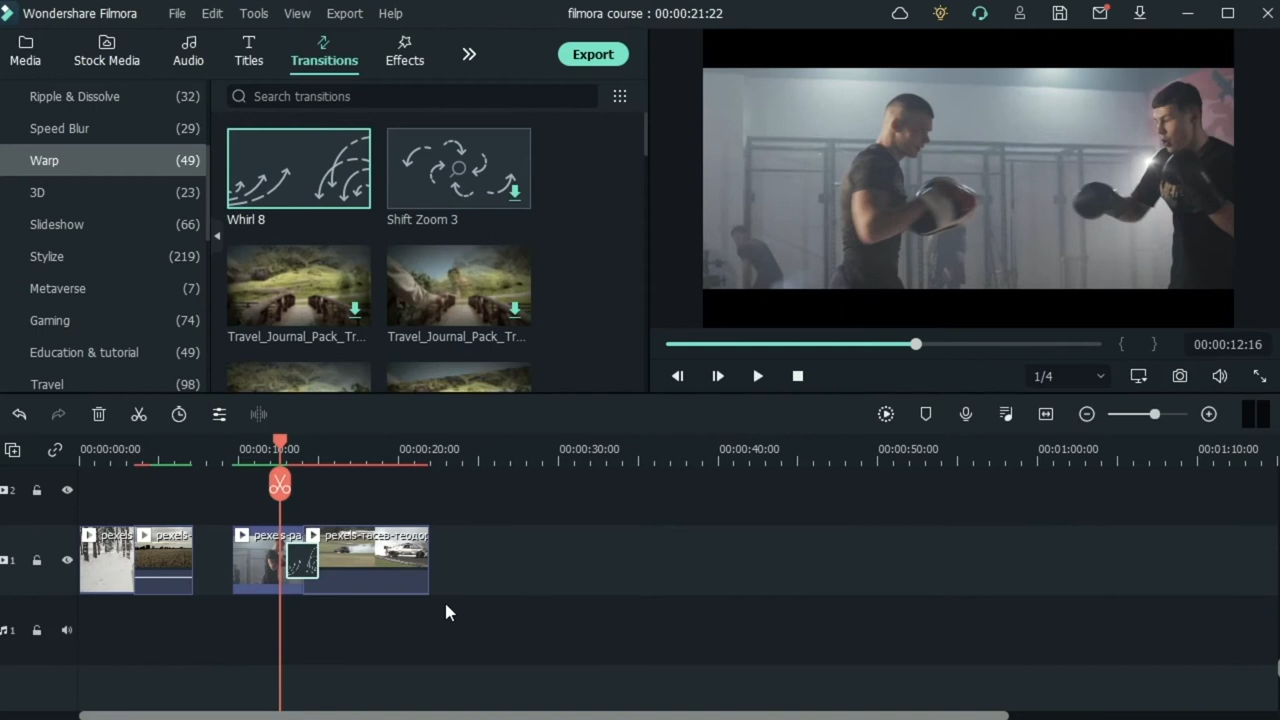 Wondershare Filmora File Edit Tools View Export Help filmora course : 00:00:21:22
Media Stock Media Audio Titles Transitions Effects Export
Ripple & Dissolve (32)
Speed Blur (29)
Warp (49)
3D (23)
Slideshow (66)
Stylize (219)
Metaverse (7)
Gaming (74)
Education & tutorial (49)
Travel (98)
Search transitions
Whirl 8 Shift Zoom 3
Travel_Journal_Pack_Tr... Travel_Journal_Pack_Tr...
{ } 00:00:12:16
1/4
00:00:00:00 00:00:10:00 00:00:20:00 00:00:30:00 00:00:40:00 00:00:50:00 00:01:00:00 00:01:10:00
2
pexels pexels- pexels-pa pexels-тасев-теодо
1
1